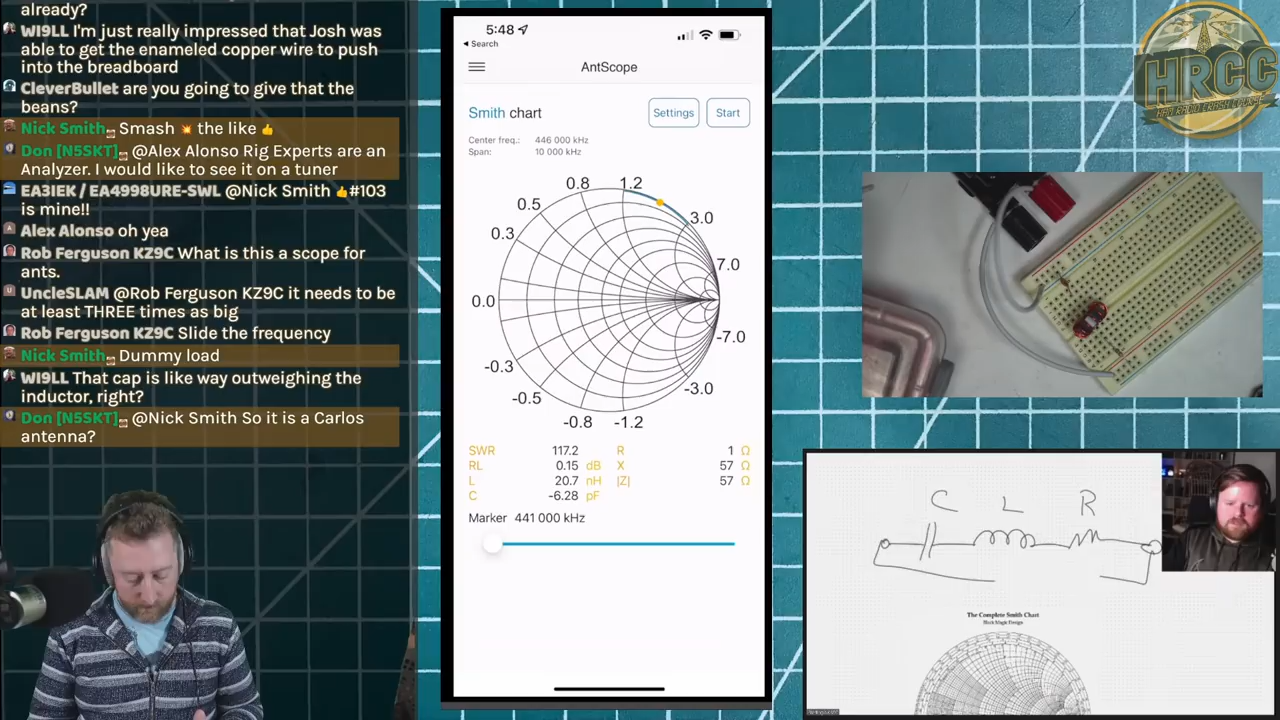 already?
WI9LL I'm just really impressed that Josh was
able to get the enameled copper wire to push
into the breadboard
CleverBullet are you going to give that the
beans?
Nick Smith Smash 💥 the like 👍
Don [N5SKT] @Alex Alonso Rig Experts are an
Analyzer. I would like to see it on a tuner
EA3IEK / EA4998URE-SWL @Nick Smith 👍#103
is mine!!
Alex Alonso oh yea
Rob Ferguson KZ9C What is this a scope for
ants.
UncleSLAM @Rob Ferguson KZ9C it needs to be
at least THREE times as big
Rob Ferguson KZ9C Slide the frequency
Nick Smith Dummy load
WI9LL That cap is like way outweighing the
inductor, right?
Don [N5SKT] @Nick Smith So it is a Carlos
antenna?
5:48
Search
AntScope
Smith chart
Settings
Start
Center freq.: 446 000 kHz
Span: 10 000 kHz
0.8
1.2
0.5
3.0
0.3
7.0
0.0
-7.0
-0.3
-3.0
-0.5
-0.8
-1.2
SWR 117.2 R 1 Ω
RL 0.15 dB X 57 Ω
L 20.7 nH |Z| 57 Ω
C -6.28 pF
Marker 441 000 kHz
HRCC
HAM RADIO CRASH COURSE
C L R
The Complete Smith Chart
Black Magic Design